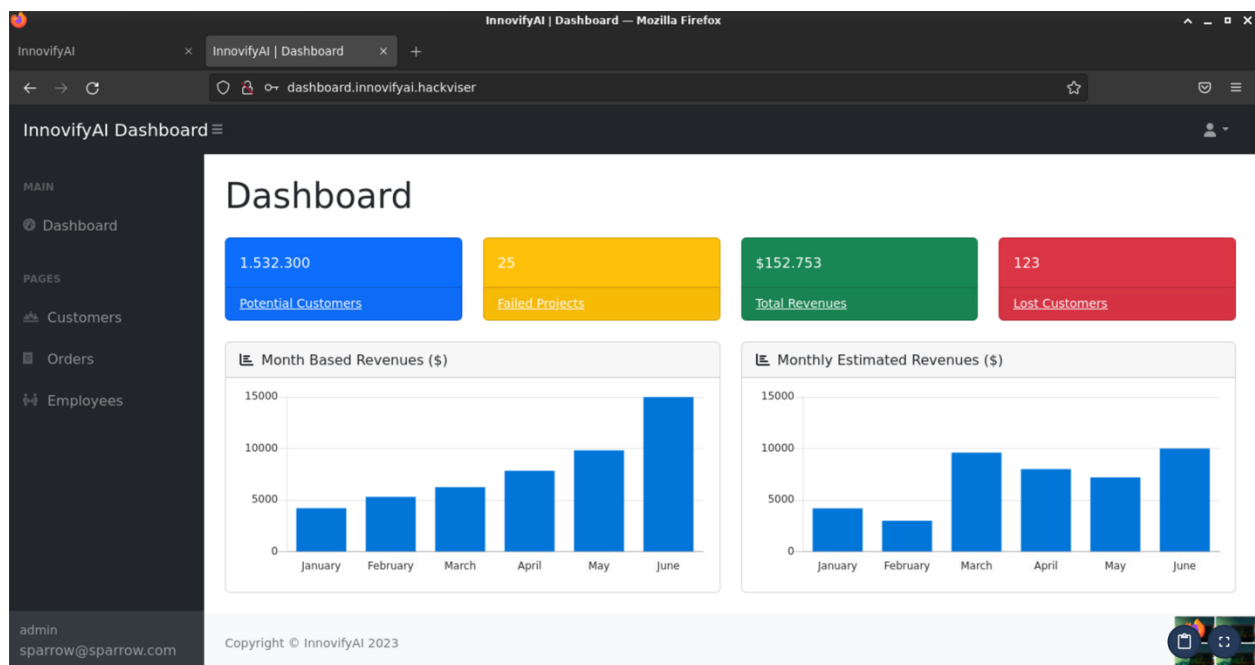 InnovifyAI | Dashboard — Mozilla Firefox
InnovifyAI
InnovifyAI | Dashboard
dashboard.innovifyai.hackviser
InnovifyAI Dashboard
MAIN
Dashboard
PAGES
Customers
Orders
Employees
admin
sparrow@sparrow.com
Dashboard
1.532.300
Potential Customers
25
Failed Projects
$152.753
Total Revenues
123
Lost Customers
Month Based Revenues ($)
15000
10000
5000
0
January February March April May June
Monthly Estimated Revenues ($)
15000
10000
5000
0
January February March April May June
Copyright © InnovifyAI 2023